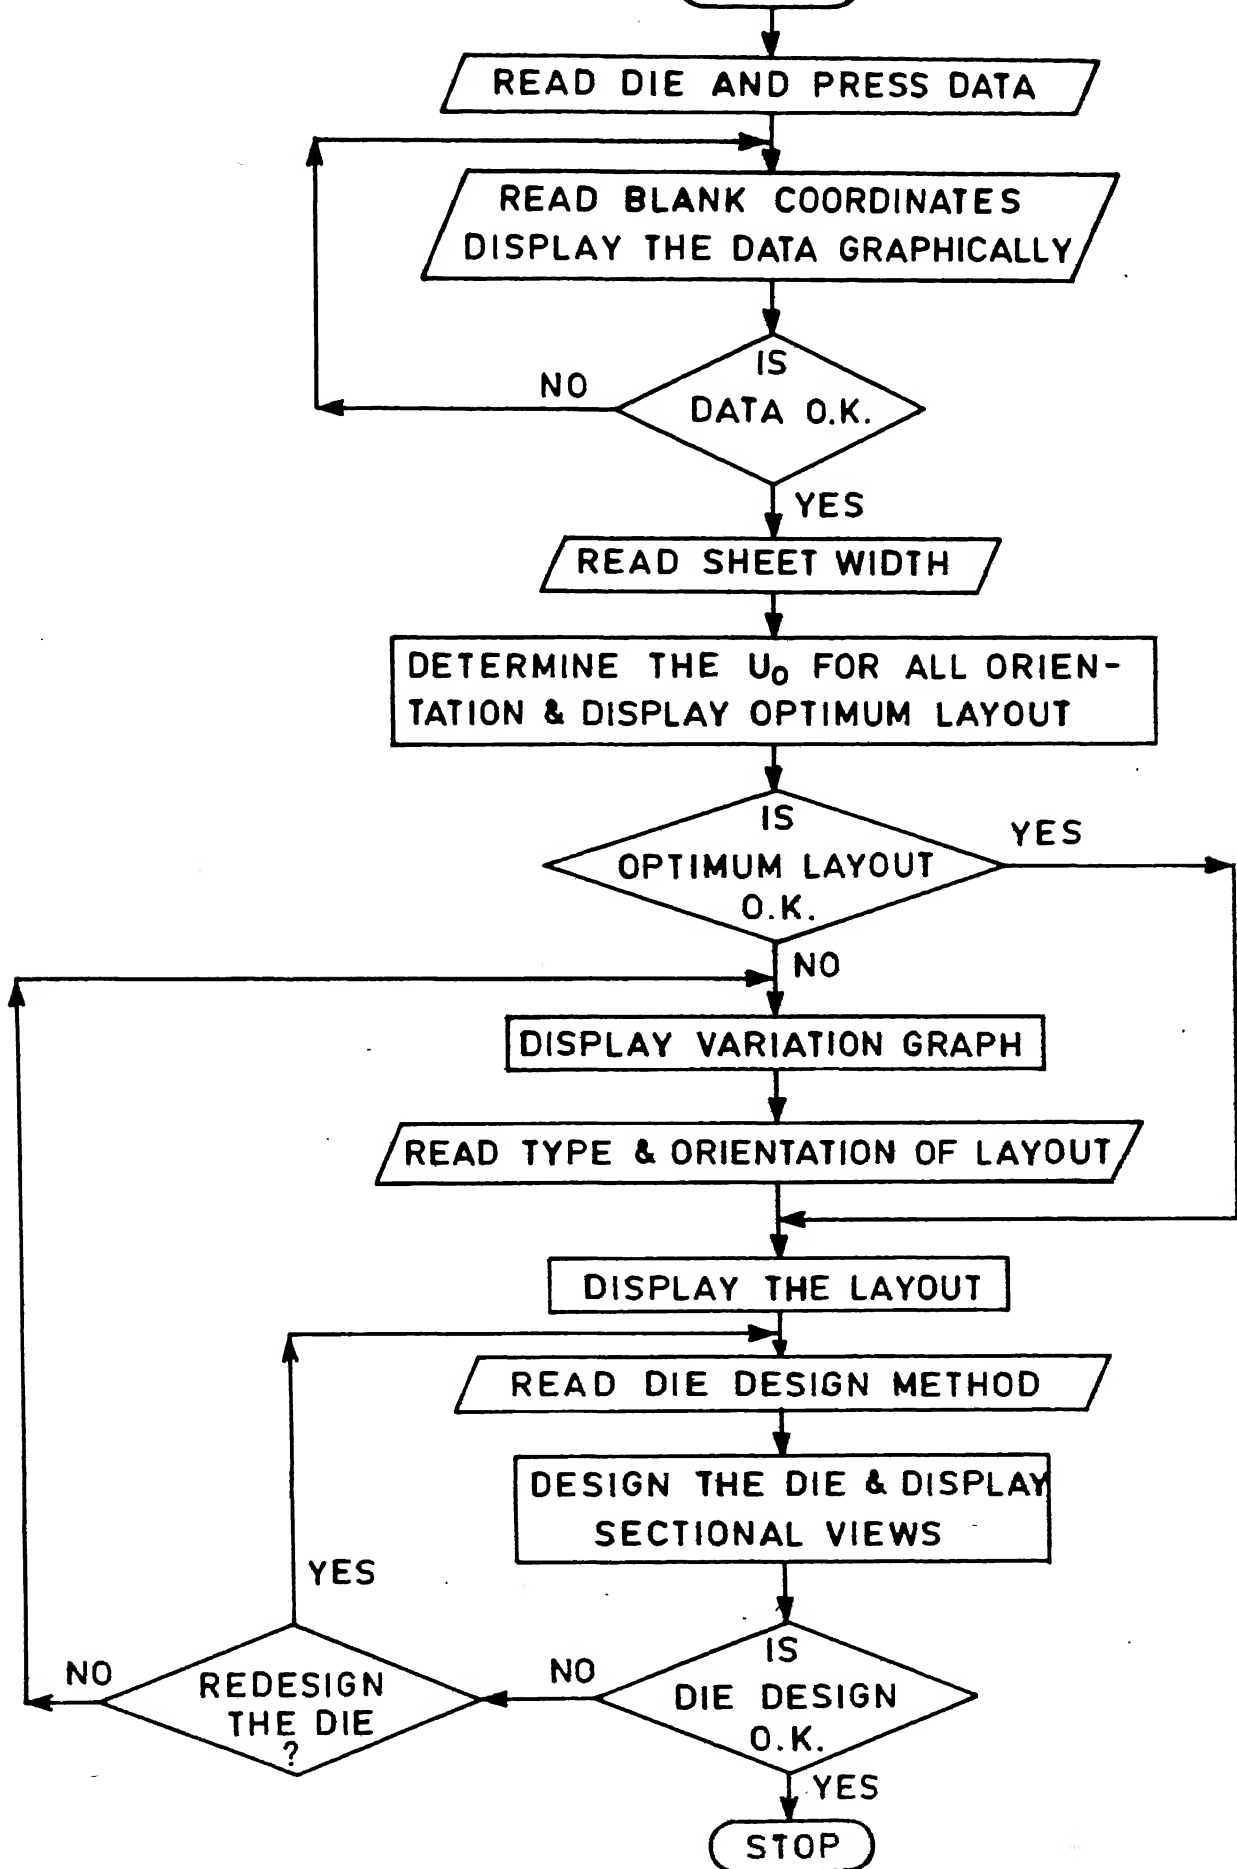 READ DIE AND PRESS DATA
READ BLANK COORDINATES
DISPLAY THE DATA GRAPHICALLY
IS
DATA O.K.
NO
YES
READ SHEET WIDTH
DETERMINE THE U₀ FOR ALL ORIEN-
TATION & DISPLAY OPTIMUM LAYOUT
IS
OPTIMUM LAYOUT
O.K.
YES
NO
DISPLAY VARIATION GRAPH
READ TYPE & ORIENTATION OF LAYOUT
DISPLAY THE LAYOUT
READ DIE DESIGN METHOD
DESIGN THE DIE & DISPLAY
SECTIONAL VIEWS
IS
DIE DESIGN
O.K.
NO
REDESIGN
THE DIE
?
YES
NO
YES
STOP